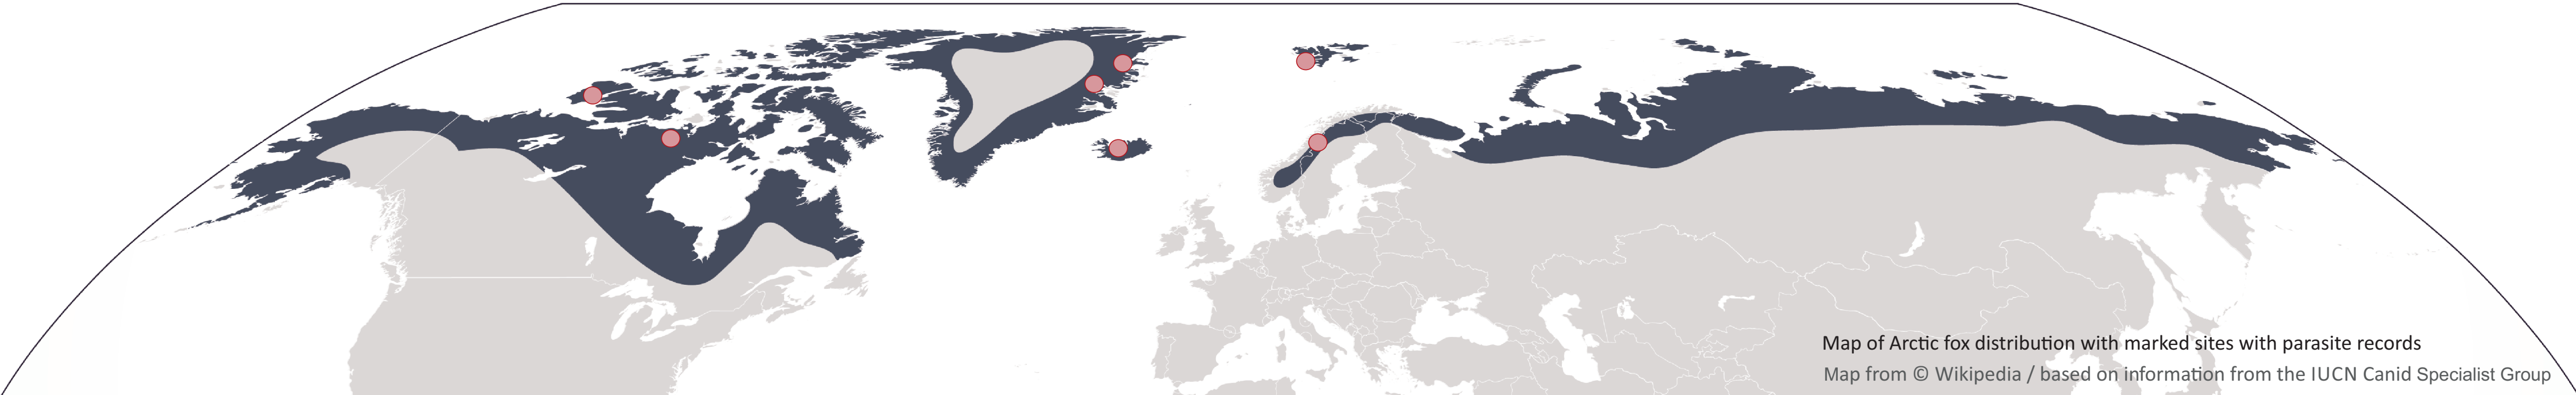 Map of Arctic fox distribution with marked sites with parasite records
Map from © Wikipedia / based on information from the IUCN Canid Specialist Group